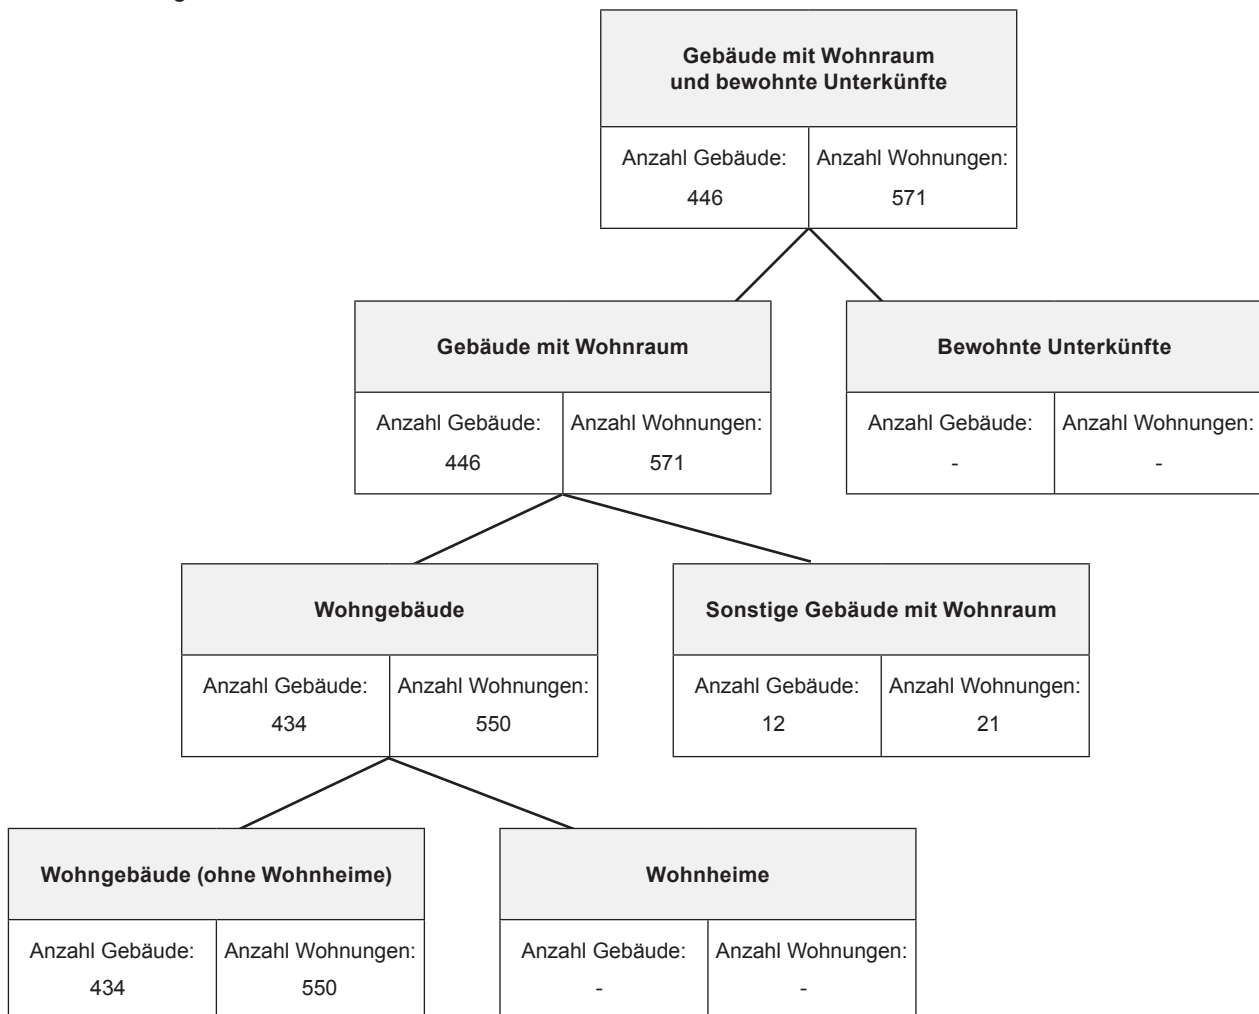 Gebäude mit Wohnraum
und bewohnte Unterkünfte
Anzahl Gebäude: Anzahl Wohnungen:
446 571
Gebäude mit Wohnraum Bewohnte Unterkünfte
Anzahl Gebäude: Anzahl Wohnungen: Anzahl Gebäude: Anzahl Wohnungen:
446 571 - -
Wohngebäude Sonstige Gebäude mit Wohnraum
Anzahl Gebäude: Anzahl Wohnungen: Anzahl Gebäude: Anzahl Wohnungen:
434 550 12 21
Wohngebäude (ohne Wohnheime) Wohnheime
Anzahl Gebäude: Anzahl Wohnungen: Anzahl Gebäude: Anzahl Wohnungen:
434 550 - -